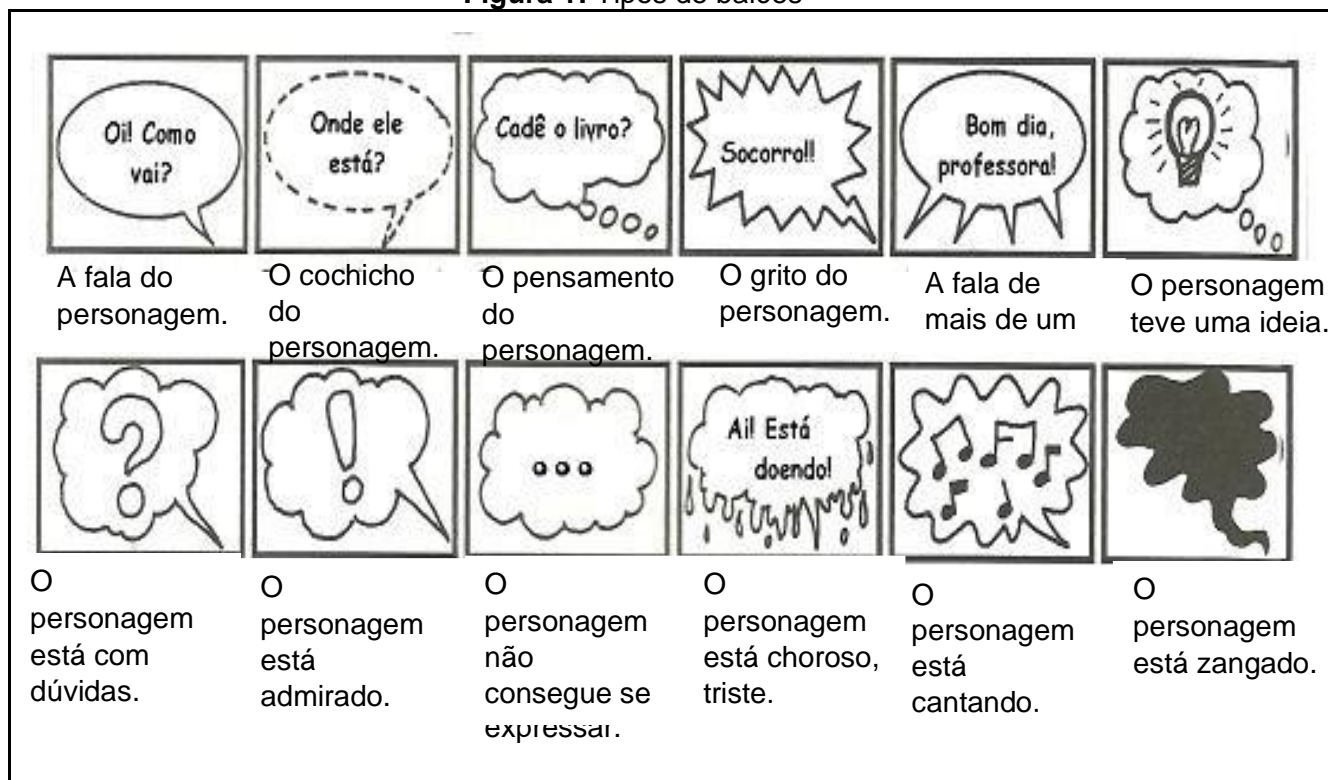 Figura 1: Tipos de balões
Oi! Como
vai?
Onde ele
está?
Cadê o livro?
Socorro!!
Bom dia,
professora!
A fala do
personagem.
O cochicho
do
personagem.
O pensamento
do
personagem.
O grito do
personagem.
A fala de
mais de um
O personagem
teve uma ideia.
?
!
...
Ai! Está
doendo!
O
personagem
está com
dúvidas.
O
personagem
está
admirado.
O
personagem
não
consegue se
expressar.
O
personagem
está choroso,
triste.
O
personagem
está
cantando.
O
personagem
está zangado.